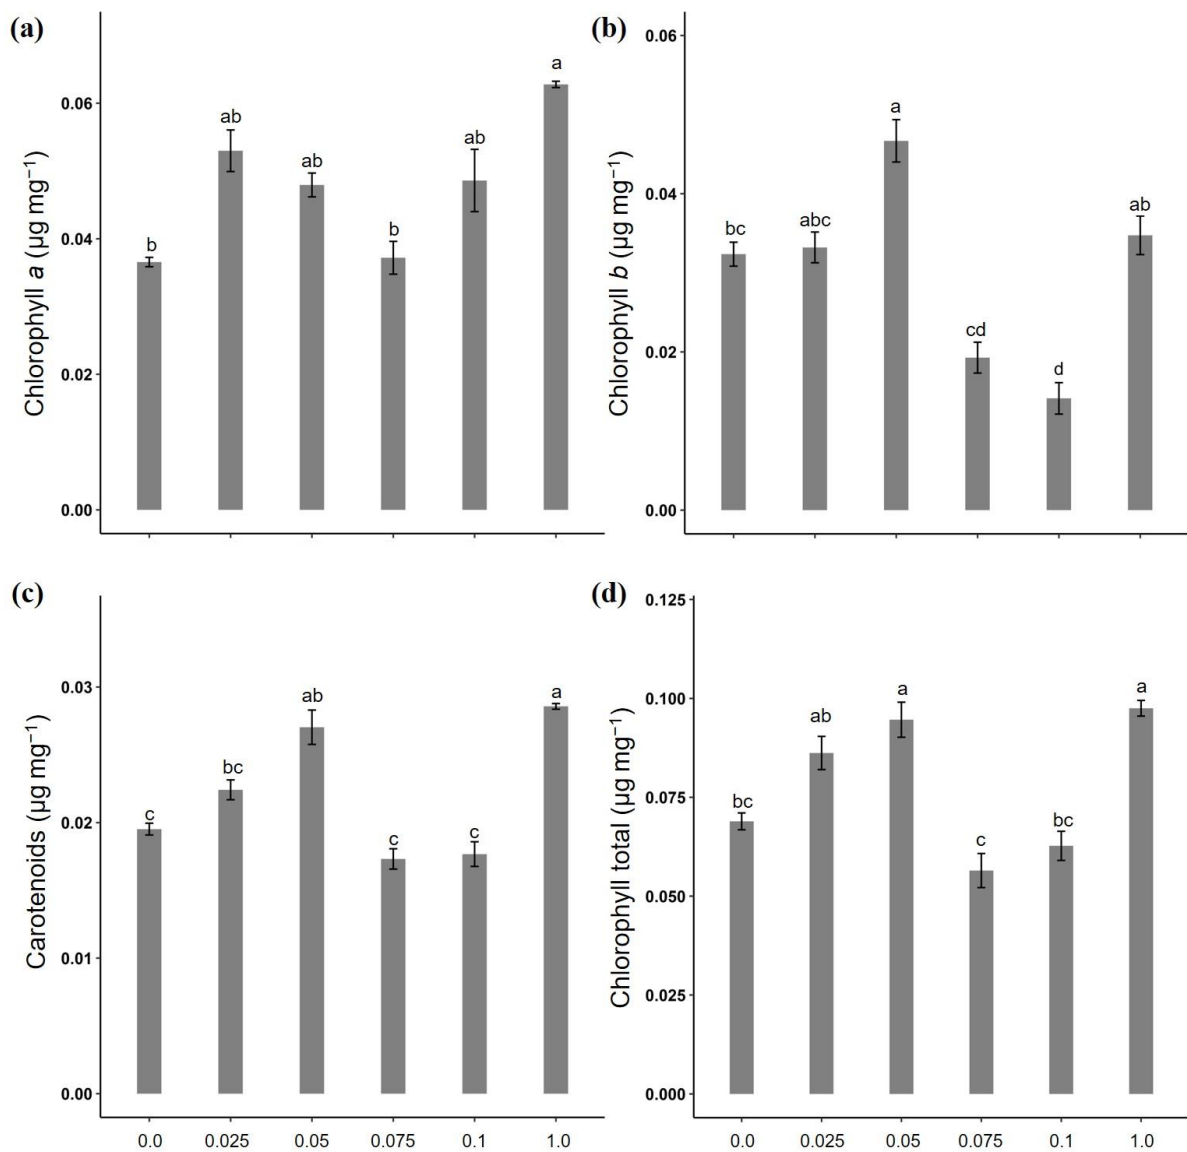 (a)
Chlorophyll a (µg mg⁻¹)
0.06
0.04
0.02
0.00
b
ab
ab
b
ab
a
(b)
Chlorophyll b (µg mg⁻¹)
0.06
0.04
0.02
0.00
bc
abc
a
cd
d
ab
(c)
Carotenoids (µg mg⁻¹)
0.03
0.02
0.01
0.00
c
bc
ab
c
c
a
0.0 0.025 0.05 0.075 0.1 1.0
(d)
Chlorophyll total (µg mg⁻¹)
0.125
0.100
0.075
0.050
0.025
0.000
bc
ab
a
c
bc
a
0.0 0.025 0.05 0.075 0.1 1.0